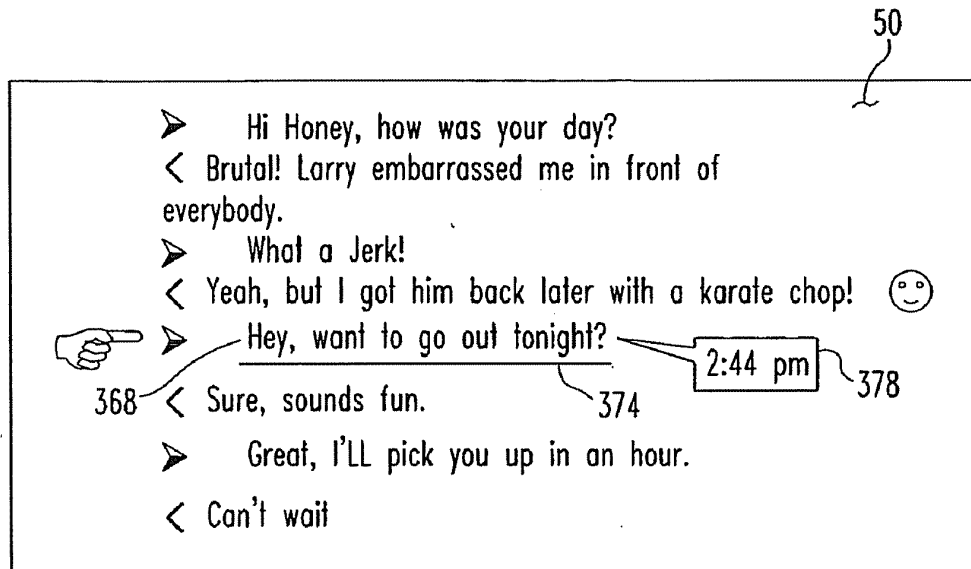 50
➢ Hi Honey, how was your day?
< Brutal! Larry embarrassed me in front of
everybody.
➢ What a Jerk!
< Yeah, but I got him back later with a karate chop!
➢ Hey, want to go out tonight?
2:44 pm
378
368
< Sure, sounds fun.
374
➢ Great, I'LL pick you up in an hour.
< Can't wait